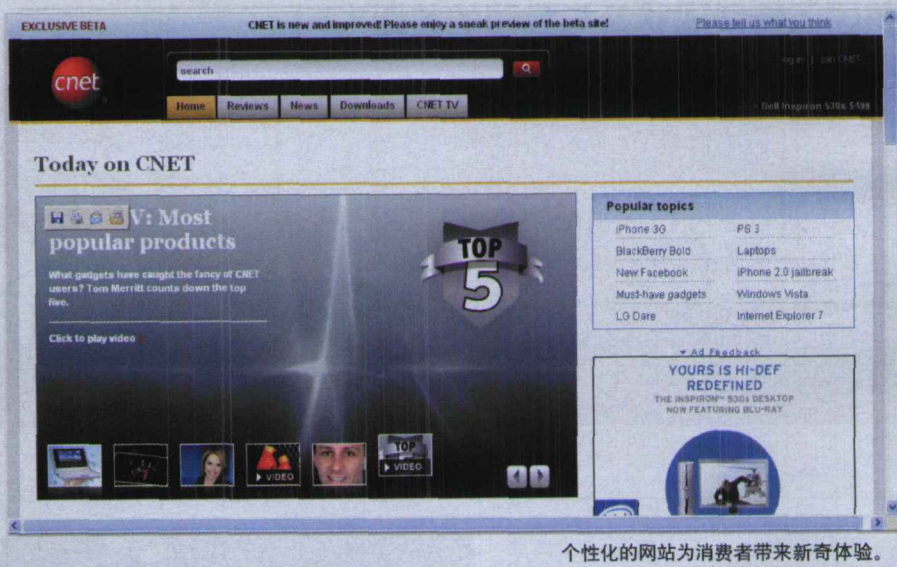 EXCLUSIVE BETA CNET is new and improved! Please enjoy a sneak preview of the beta site! Please tell us what you think
cnet
search
log in | join CNET
Home Reviews News Downloads CNET TV
Dell Inspiron 530s $499
Today on CNET
V: Most
popular products
What gadgets have caught the fancy of CNET
users? Tom Merritt counts down the top
five.
Click to play video
TOP
5
VIDEO
TOP
VIDEO
Popular topics
iPhone 3G PS 3
BlackBerry Bold Laptops
New Facebook iPhone 2.0 jailbreak
Must-have gadgets Windows Vista
LG Dare Internet Explorer 7
Ad Feedback
YOURS IS HI-DEF
REDEFINED
THE INSPIRON™ 530s DESKTOP
NOW FEATURING BLU-RAY
个性化的网站为消费者带来新奇体验。